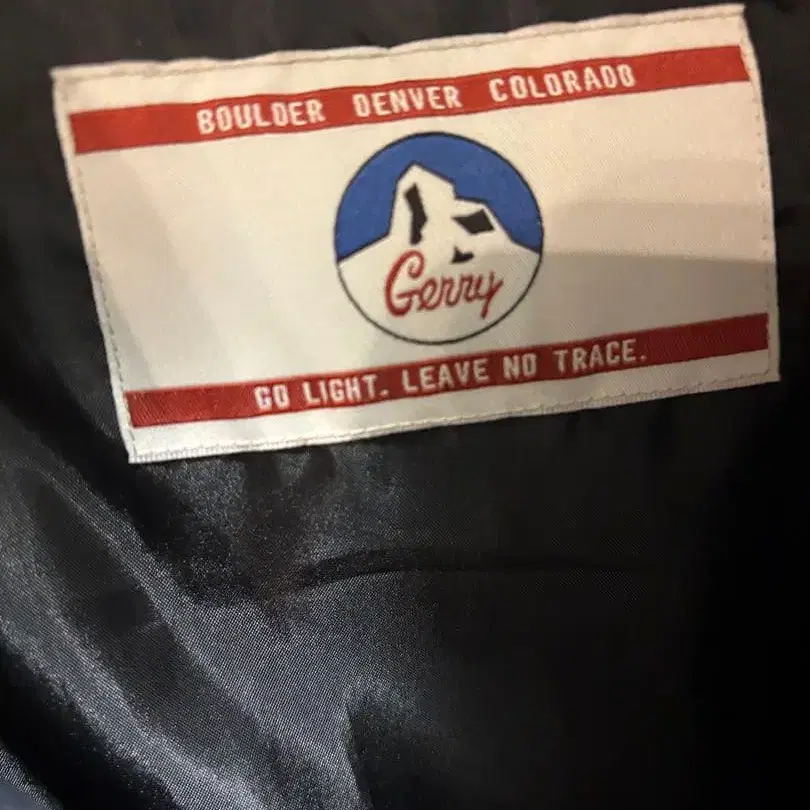 BOULDER DENVER COLORADO
Gerry
GO LIGHT. LEAVE NO TRACE.